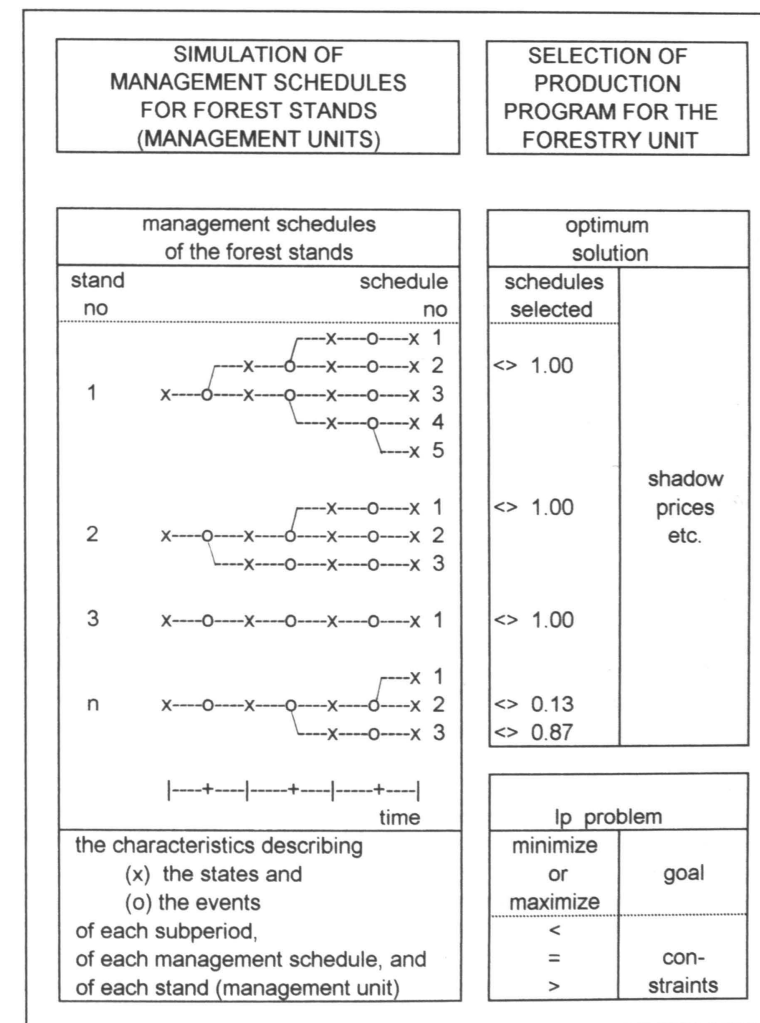 SIMULATION OF
MANAGEMENT SCHEDULES
FOR FOREST STANDS
(MANAGEMENT UNITS)
SELECTION OF
PRODUCTION
PROGRAM FOR THE
FORESTRY UNIT
management schedules
of the forest stands
stand schedule
no no
x----o----x 1
----x----o----x----o----x 2
1 x----o----x----o----x----o----x 3
----x----o----x 4
----x 5
----x----o----x 1
2 x----o----x----o----x----o----x 2
----x----o----x----o----x 3
3 x----o----x----o----x----o----x 1
----x 1
n x----o----x----o----x----o----x 2
----x----o----x 3
|----+----|-----+----|-----+----|
time
the characteristics describing
(x) the states and
(o) the events
of each subperiod,
of each management schedule, and
of each stand (management unit)
optimum
solution
schedules
selected
<> 1.00
<> 1.00
<> 1.00
<> 0.13
<> 0.87
shadow
prices
etc.
lp problem
minimize
or
maximize
goal
<
=
>
con-
straints